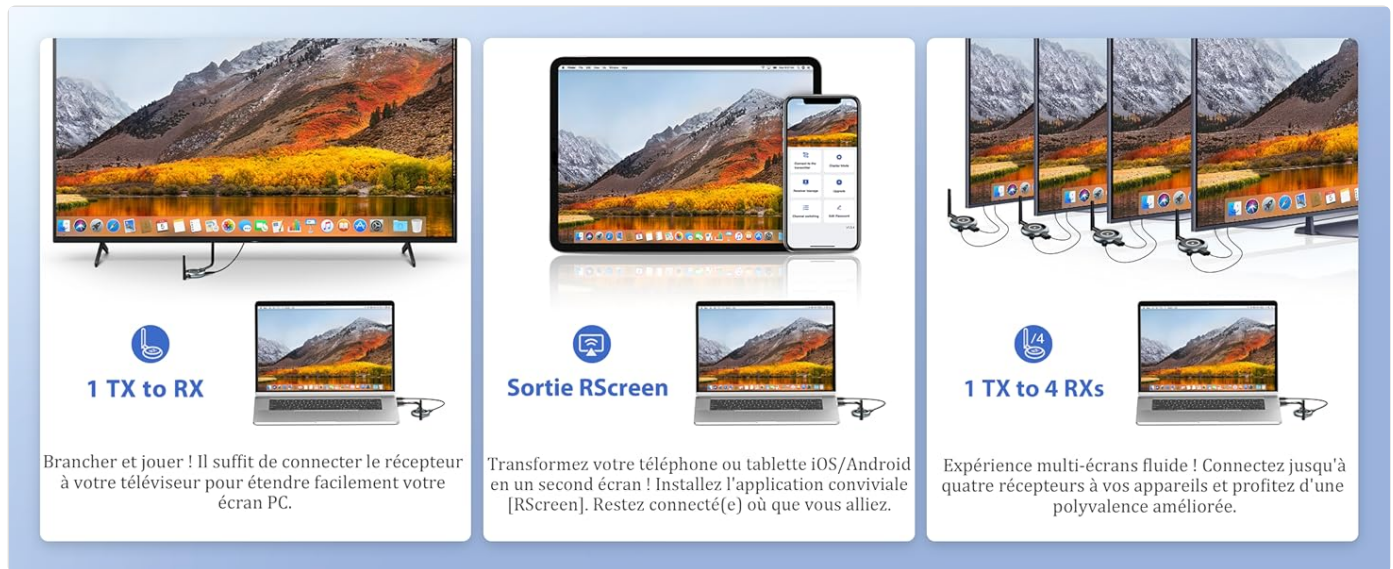 1 TX to RX
Brancher et jouer ! Il suffit de connecter le récepteur
à votre téléviseur pour étendre facilement votre
écran PC.
Sortie RScreen
Transformez votre téléphone ou tablette iOS/Android
en un second écran ! Installez l'application conviviale
[RScreen]. Restez connecté(e) où que vous alliez.
/4
1 TX to 4 RXs
Expérience multi-écrans fluide ! Connectez jusqu'à
quatre récepteurs à vos appareils et profitez d'une
polyvalence améliorée.